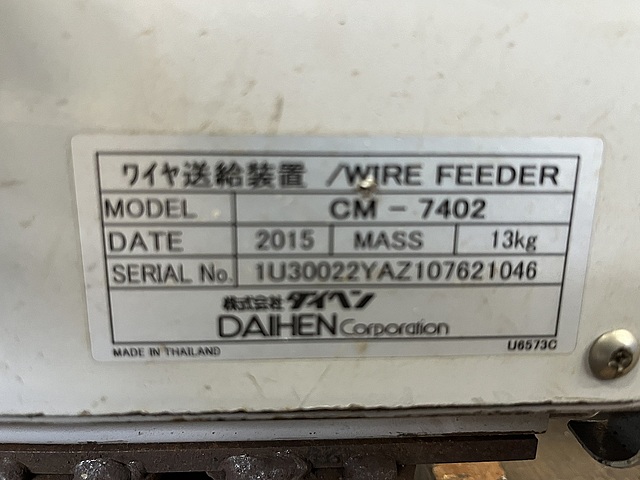 ワイヤ送給装置 /WIRE FEEDER
MODEL CM-7402
DATE 2015 MASS 13kg
SERIAL No. 1U30022YAZ107621046
株式会社ダイヘン
DAIHEN Corporation
MADE IN THAILAND U6573C